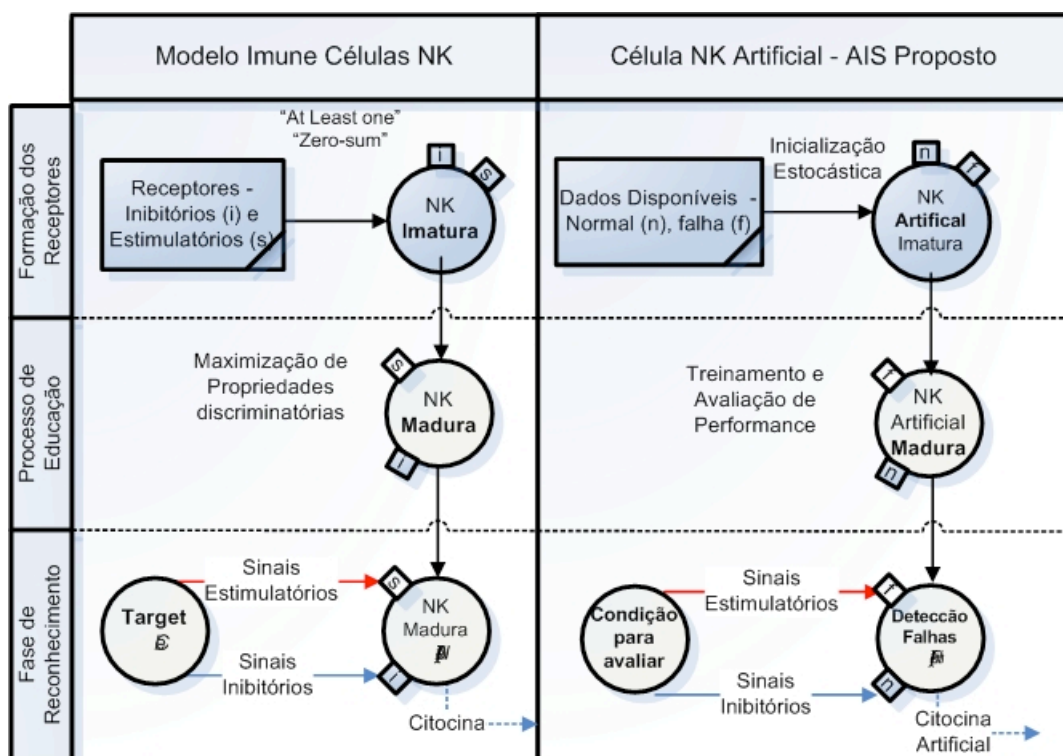 Modelo Imune Células NK
Célula NK Artificial - AIS Proposto
Formação dos
Receptores
Receptores -
Inibitórios (i) e
Estimulatórios (s)
"At Least one"
"Zero-sum"
i
s
NK
Imatura
Dados Disponíveis -
Normal (n), falha (f)
Inicialização
Estocástica
n
f
NK
Artifical
Imatura
Processo de
Educação
Maximização de
Propriedades
discriminatórias
s
NK
Madura
i
Treinamento e
Avaliação de
Performance
f
NK
Artificial
Madura
n
Fase de
Reconhecimento
Target
Sinais
Estimulatórios
Sinais
Inibitórios
s
NK
Madura
i
Citocina
Condição
para
avaliar
Sinais
Estimulatórios
Sinais
Inibitórios
f
Deteccão
Falhas
n
Citocina
Artificial